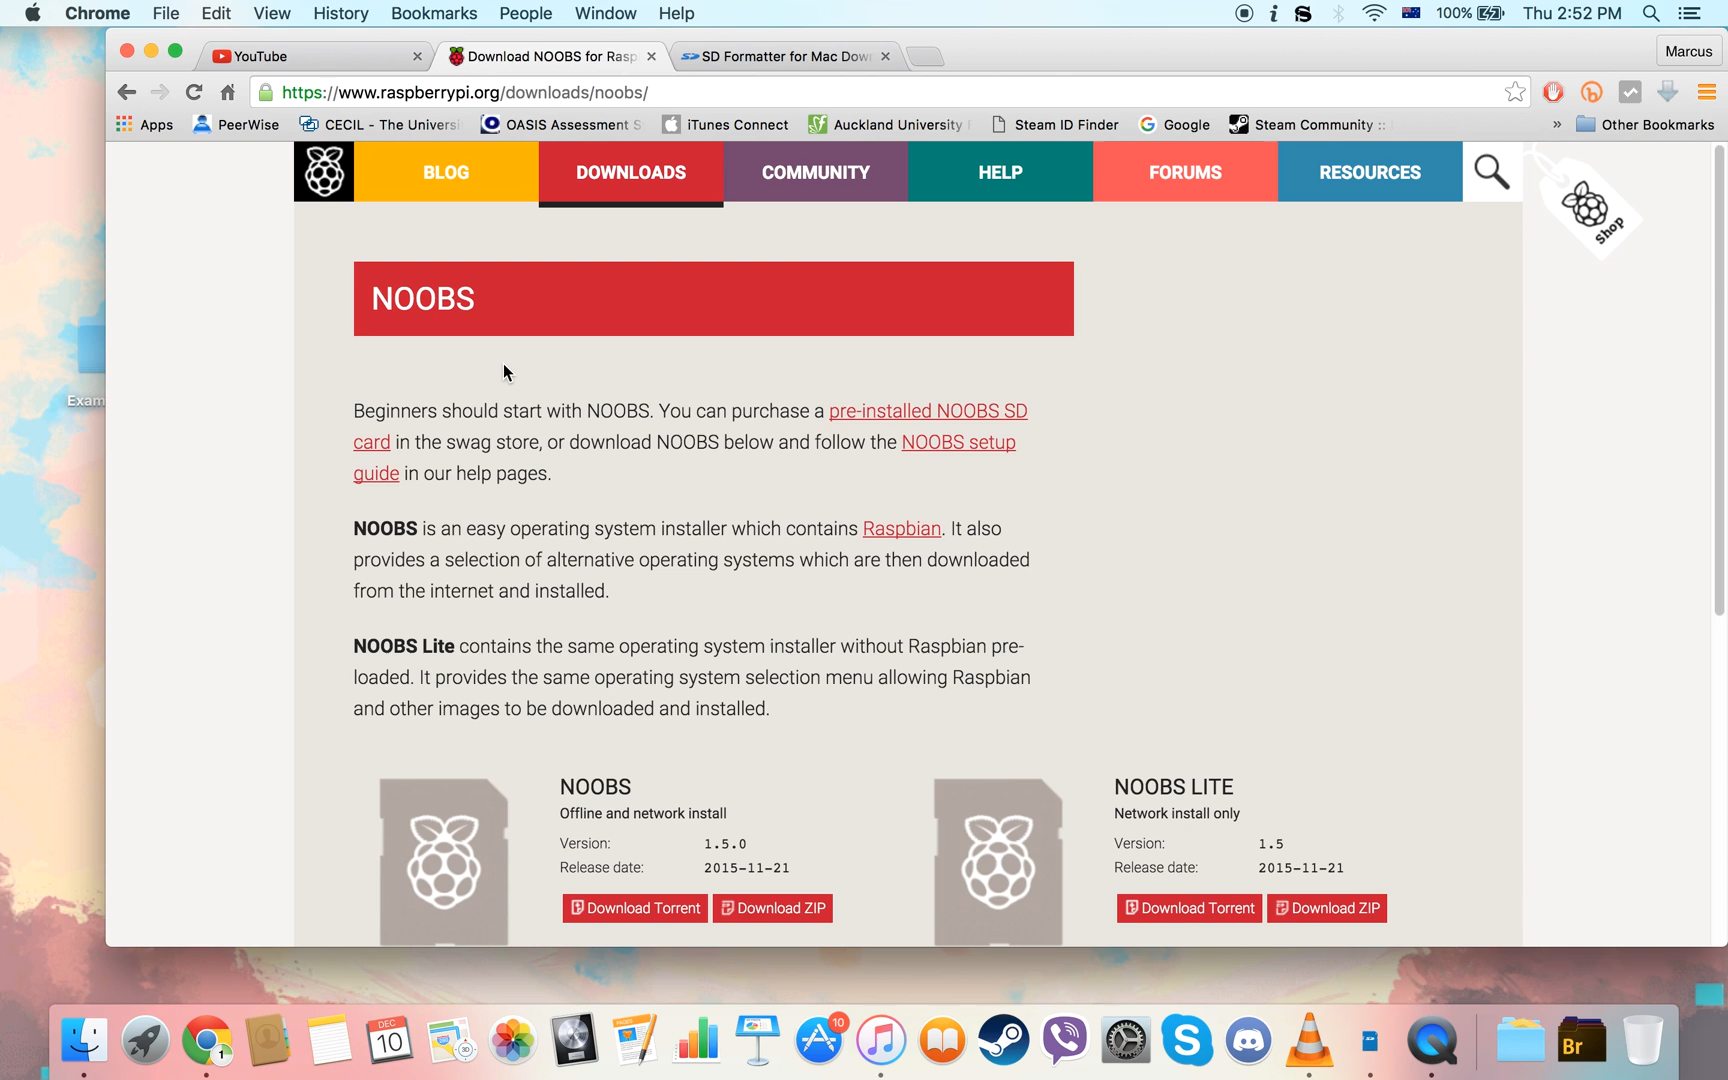 Chrome File Edit View History Bookmarks People Window Help 100% Thu 2:52 PM
YouTube Download NOOBS for Rasp SD Formatter for Mac Dow Marcus
https://www.raspberrypi.org/downloads/noobs/
Apps PeerWise CECIL - The Universi OASIS Assessment S iTunes Connect Auckland University Steam ID Finder Google Steam Community :: » Other Bookmarks
BLOG DOWNLOADS COMMUNITY HELP FORUMS RESOURCES
Shop
NOOBS
Exam
Beginners should start with NOOBS. You can purchase a pre-installed NOOBS SD
card in the swag store, or download NOOBS below and follow the NOOBS setup
guide in our help pages.
NOOBS is an easy operating system installer which contains Raspbian. It also
provides a selection of alternative operating systems which are then downloaded
from the internet and installed.
NOOBS Lite contains the same operating system installer without Raspbian pre-
loaded. It provides the same operating system selection menu allowing Raspbian
and other images to be downloaded and installed.
NOOBS
Offline and network install
Version: 1.5.0
Release date: 2015-11-21
Download Torrent Download ZIP
NOOBS LITE
Network install only
Version: 1.5
Release date: 2015-11-21
Download Torrent Download ZIP
1 DEC 10 3D 10 Br